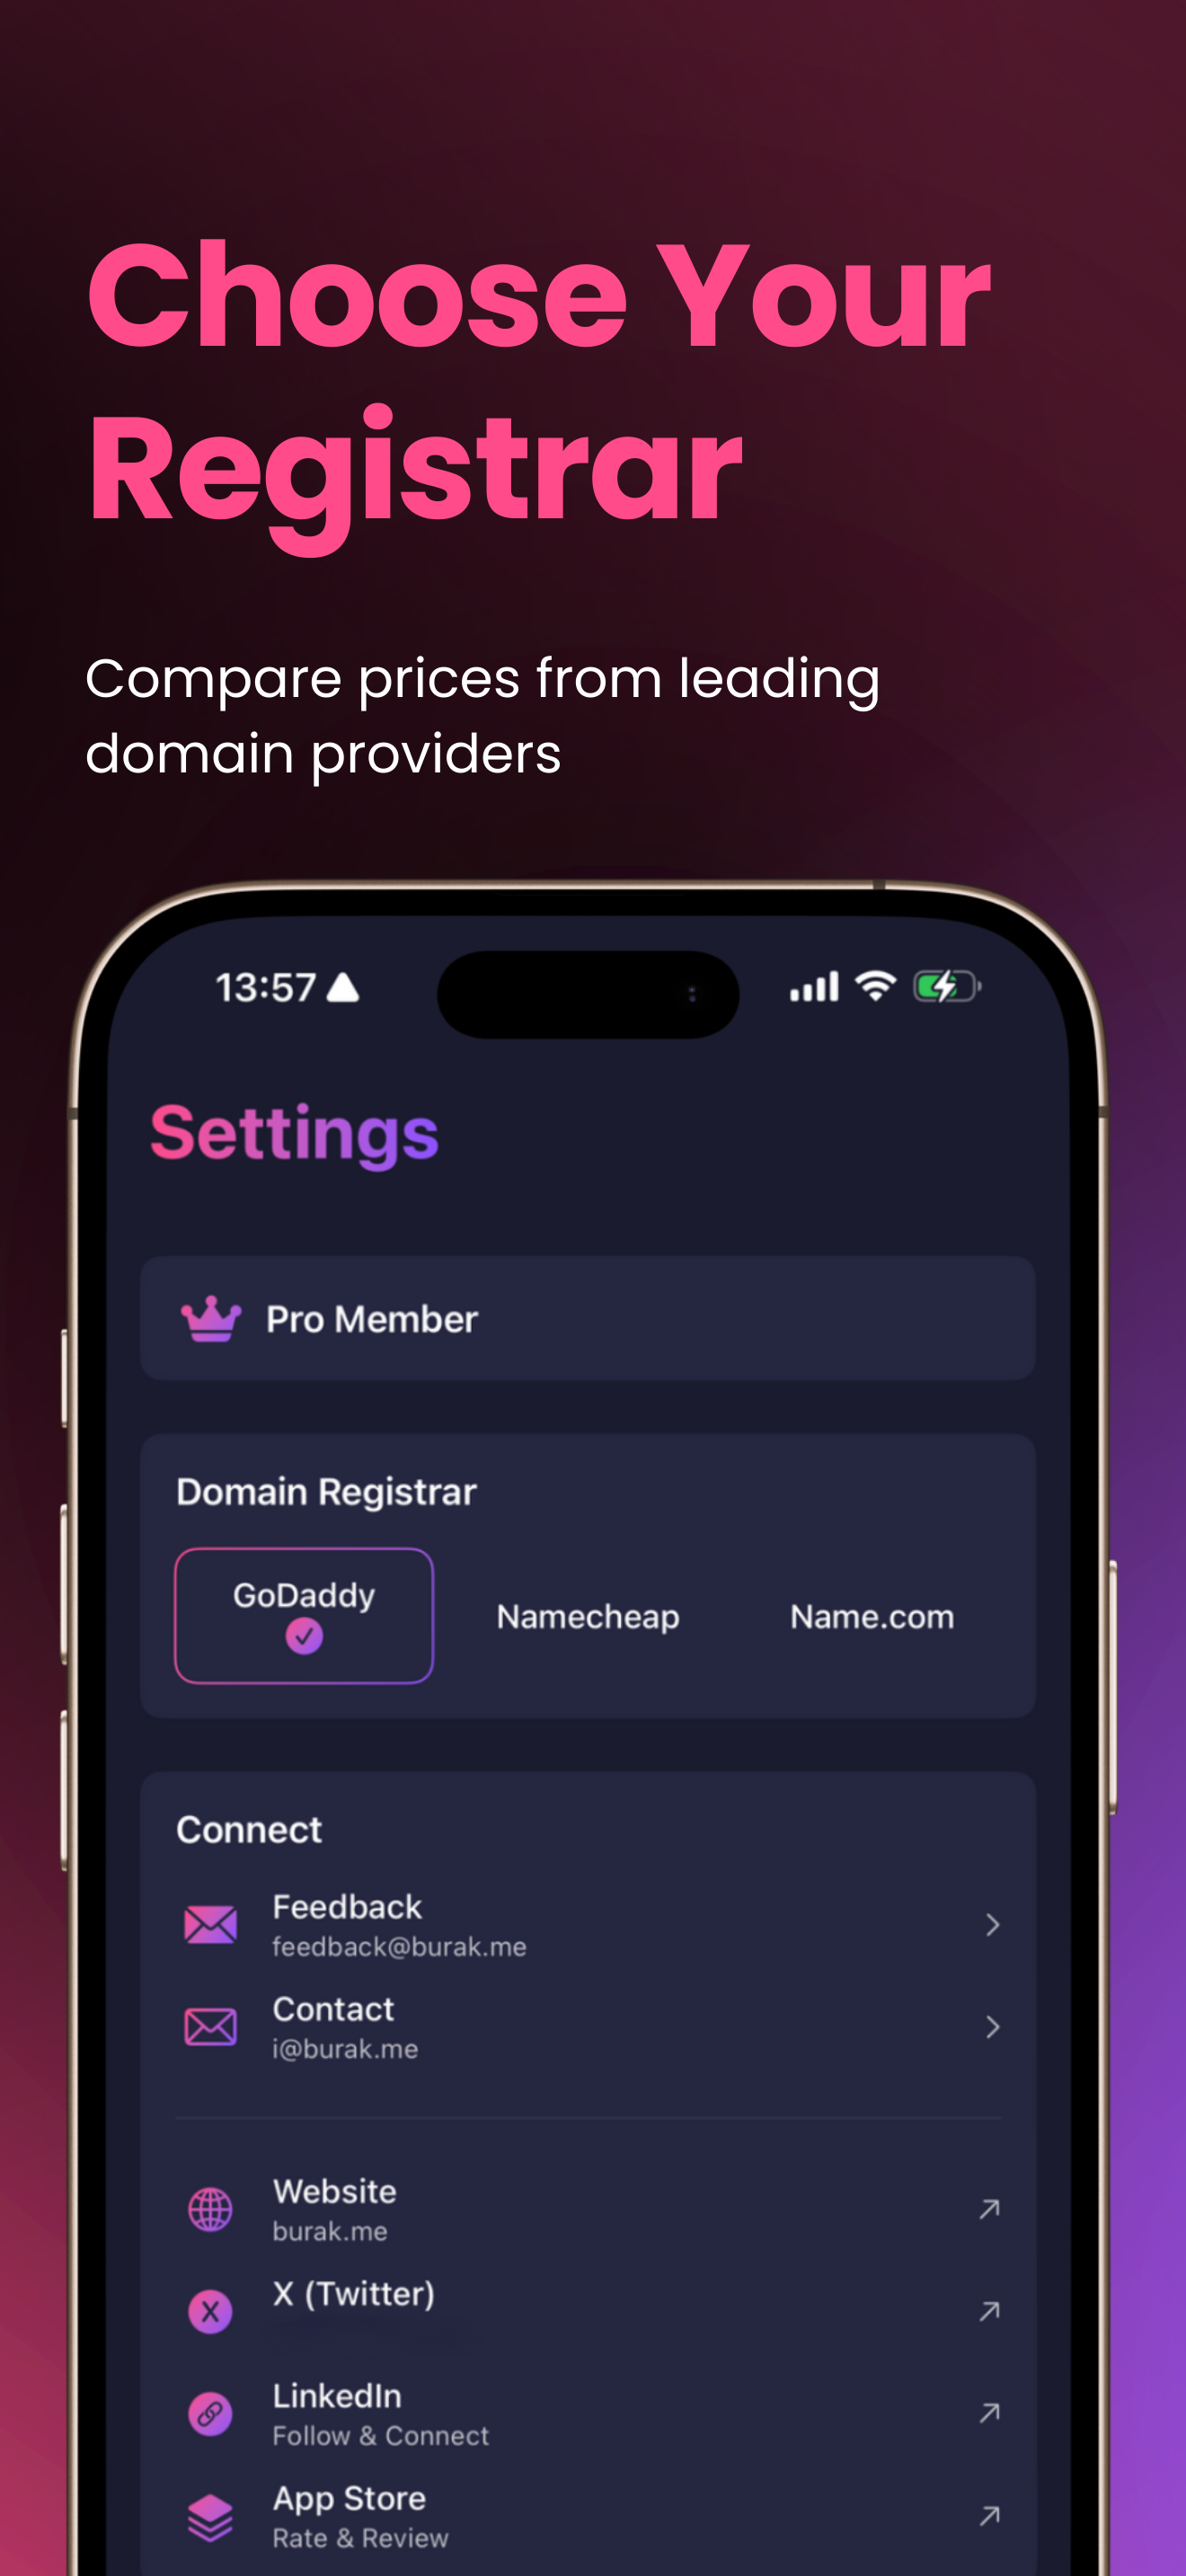 Choose Your
Registrar
Compare prices from leading
domain providers
13:57
Settings
Pro Member
Domain Registrar
GoDaddy
Namecheap
Name.com
Connect
Feedback
feedback@burak.me
Contact
i@burak.me
Website
burak.me
X (Twitter)
LinkedIn
Follow & Connect
App Store
Rate & Review